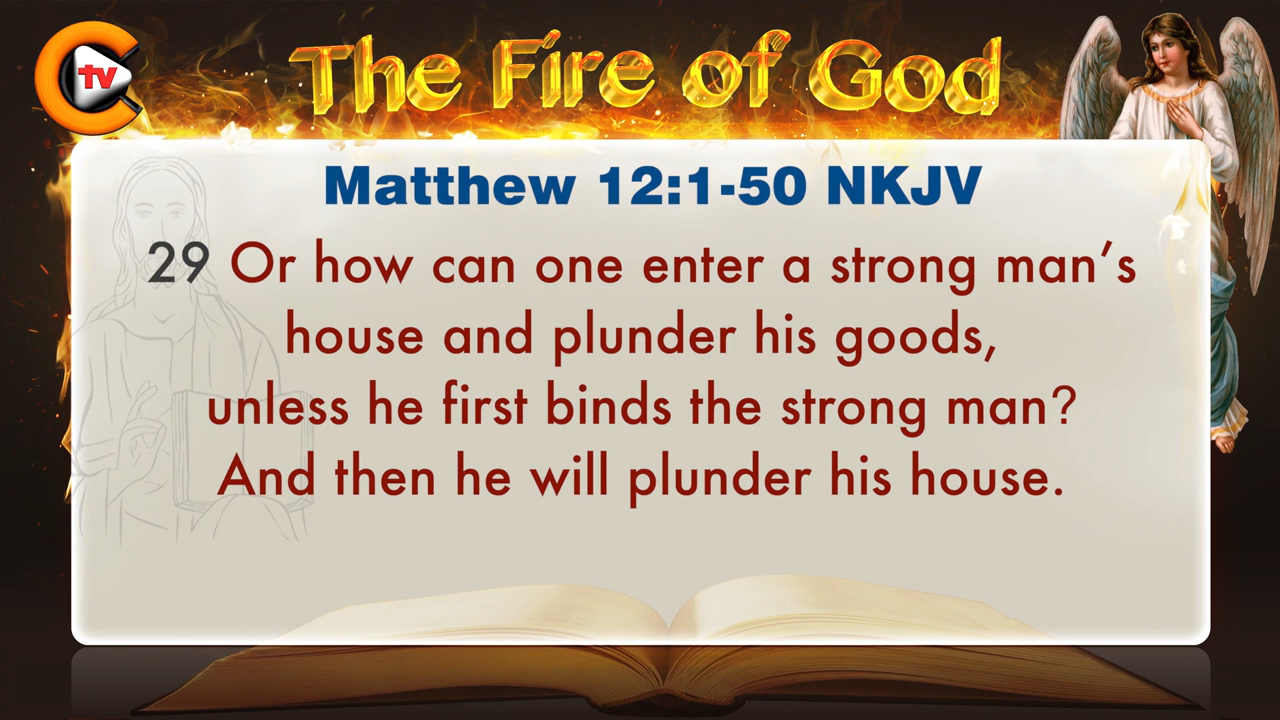 tv
The Fire of God
Matthew 12:1-50 NKJV
29 Or how can one enter a strong man’s
house and plunder his goods,
unless he first binds the strong man?
And then he will plunder his house.